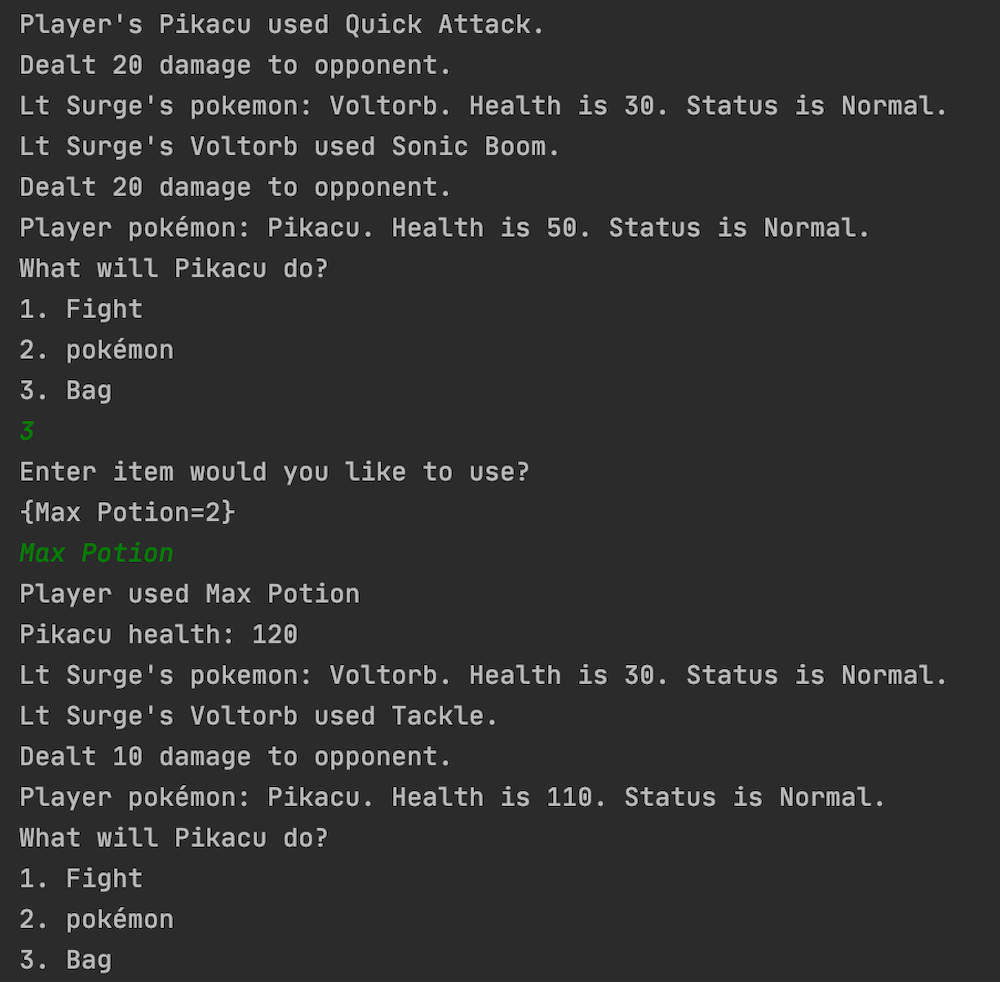 Player's Pikacu used Quick Attack.
Dealt 20 damage to opponent.
Lt Surge's pokemon: Voltorb. Health is 30. Status is Normal.
Lt Surge's Voltorb used Sonic Boom.
Dealt 20 damage to opponent.
Player pokémon: Pikacu. Health is 50. Status is Normal.
What will Pikacu do?
1. Fight
2. pokémon
3. Bag
3
Enter item would you like to use?
{Max Potion=2}
Max Potion
Player used Max Potion
Pikacu health: 120
Lt Surge's pokemon: Voltorb. Health is 30. Status is Normal.
Lt Surge's Voltorb used Tackle.
Dealt 10 damage to opponent.
Player pokémon: Pikacu. Health is 110. Status is Normal.
What will Pikacu do?
1. Fight
2. pokémon
3. Bag